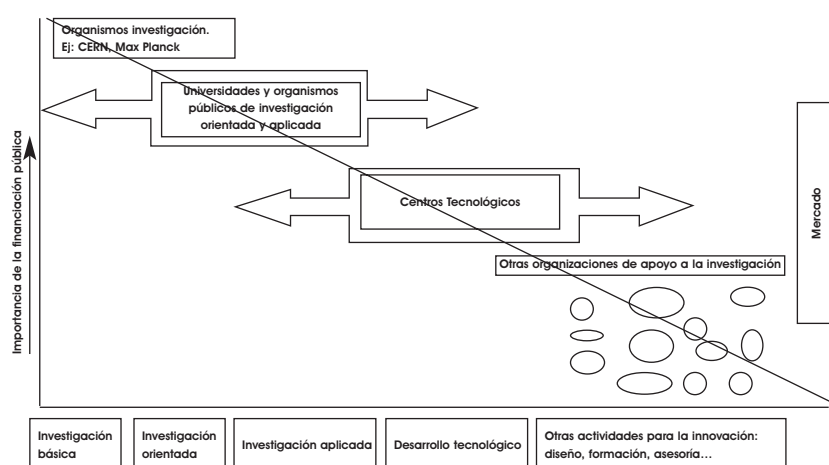 Organismos investigación.
Ej: CERN, Max Planck
Universidades y organismos
públicos de investigación
orientada y aplicada
Centros Tecnológicos
Otras organizaciones de apoyo a la investigación
Mercado
Importancia de la financiación pública
Investigación
básica
Investigación
orientada
Investigación aplicada
Desarrollo tecnológico
Otras actividades para la innovación:
diseño, formación, asesoría...